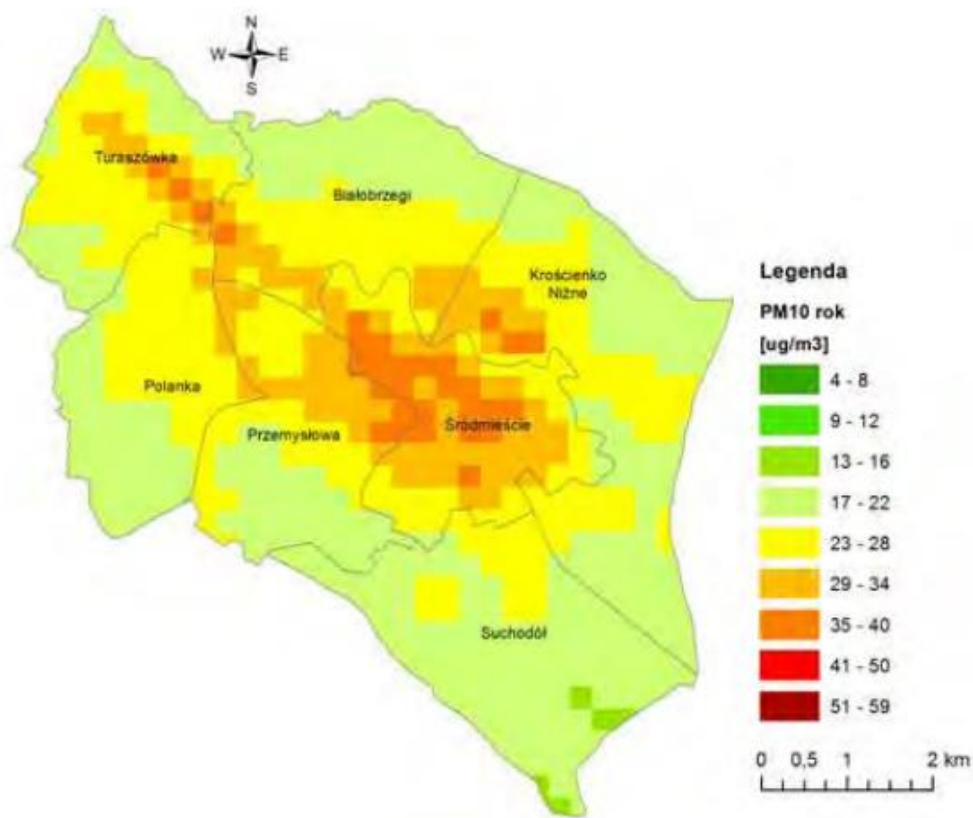 N
W E
S
Turaszówka
Białobrzegi
Krościenko
Niżne
Polanka
Przemysłowa
Śródmieście
Suchodół
Legenda
PM10 rok
[ug/m3]
4 - 8
9 - 12
13 - 16
17 - 22
23 - 28
29 - 34
35 - 40
41 - 50
51 - 59
0 0,5 1 2 km